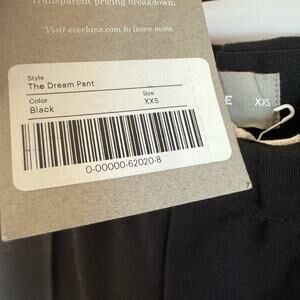 transparent pricing breakdown.
Visit everlane.com to learn more.
Style
The Dream Pant
Color
Size
Black
XXS
0-00000-62020-8
E
XXS